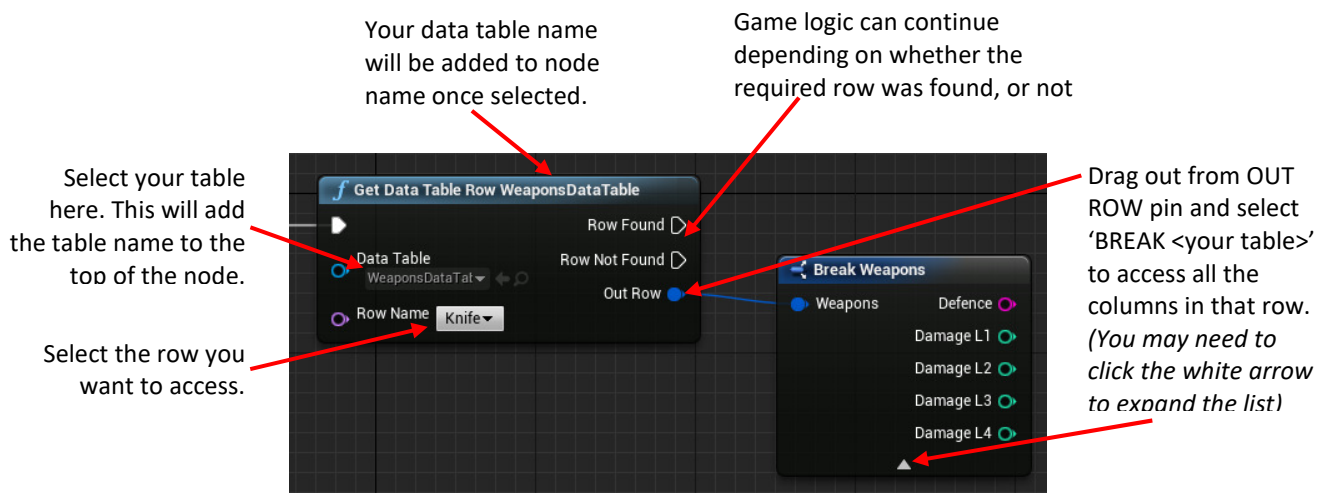 Your data table name
will be added to node
name once selected.
Game logic can continue
depending on whether the
required row was found, or not
Select your table
here. This will add
the table name to the
top of the node.
Select the row you
want to access.
f Get Data Table Row WeaponsDataTable
Row Found
Data Table
Row Not Found
WeaponsDataTat
Out Row
Row Name Knife
Break Weapons
Weapons Defence
Damage L1
Damage L2
Damage L3
Damage L4
Drag out from OUT
ROW pin and select
‘BREAK <your table>’
to access all the
columns in that row.
(You may need to
click the white arrow
to expand the list)